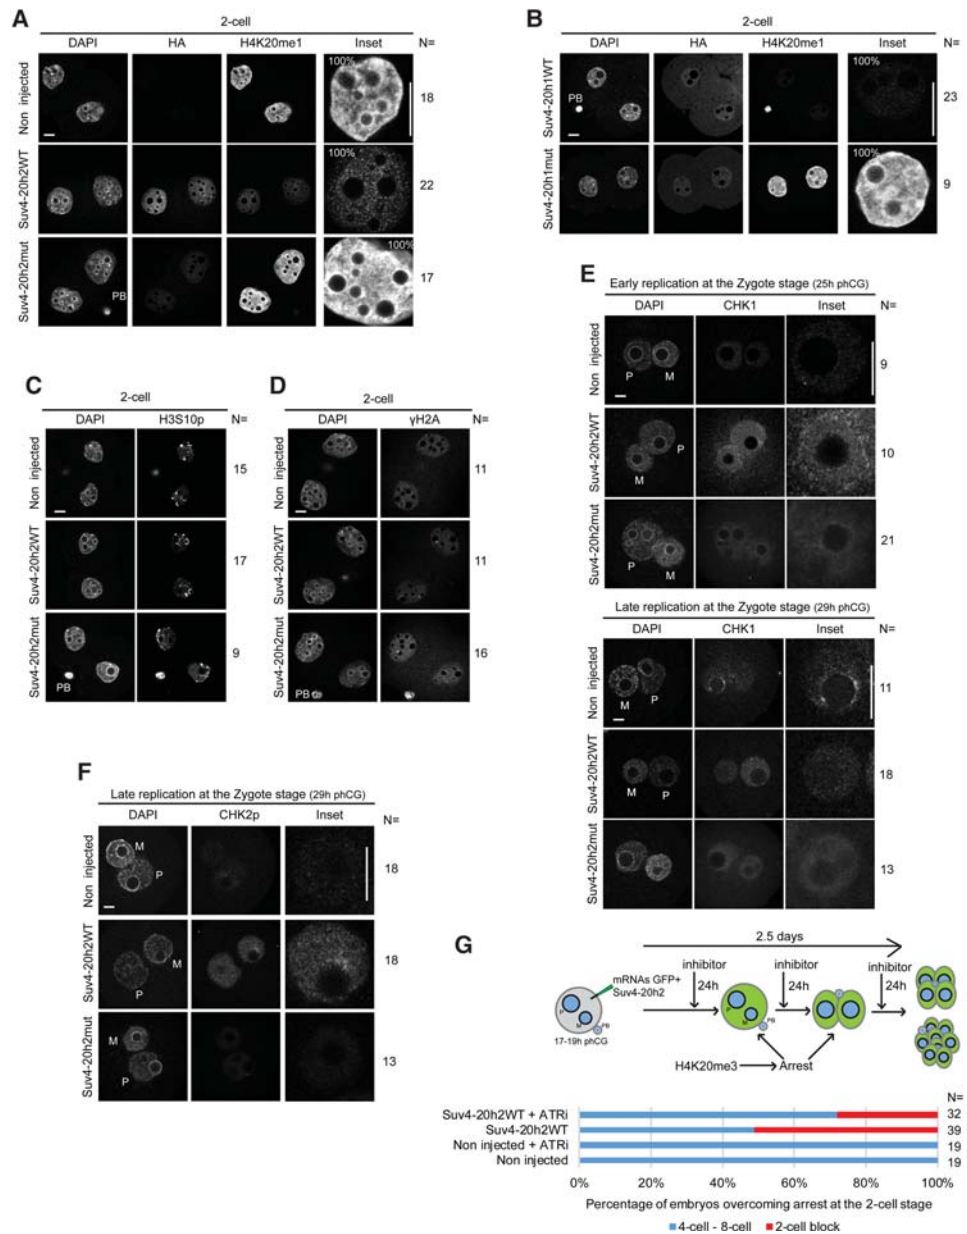 A
2-cell
DAPI HA H4K20me1 Inset N=
Non injected 100% 18
Suv4-20h2WT 100% 22
Suv4-20h2mut PB 100% 17
B
2-cell
DAPI HA H4K20me1 Inset N=
Suv4-20h1WT PB 100% 23
Suv4-20h1mut 100% 9
C
2-cell
DAPI H3S10p N=
Non injected 15
Suv4-20h2WT 17
Suv4-20h2mut PB 9
D
2-cell
DAPI γH2A N=
Non injected 11
Suv4-20h2WT 11
Suv4-20h2mut PB 16
E
Early replication at the Zygote stage (25h phCG)
DAPI CHK1 Inset N=
Non injected P M 9
Suv4-20h2WT P M 10
Suv4-20h2mut P M 21
Late replication at the Zygote stage (29h phCG)
DAPI CHK1 Inset N=
Non injected M P 11
Suv4-20h2WT M P 18
Suv4-20h2mut 13
F
Late replication at the Zygote stage (29h phCG)
DAPI CHK2p Inset N=
Non injected M P 18
Suv4-20h2WT M P 18
Suv4-20h2mut M P 13
G
2.5 days
inhibitor inhibitor inhibitor
mRNAs GFP+
Suv4-20h2
24h 24h 24h
P M PB P M PB PB
17-19h phCG
H4K20me3 Arrest
N=
Suv4-20h2WT + ATRi 32
Suv4-20h2WT 39
Non injected + ATRi 19
Non injected 19
0% 20% 40% 60% 80% 100%
Percentage of embryos overcoming arrest at the 2-cell stage
4-cell - 8-cell 2-cell block